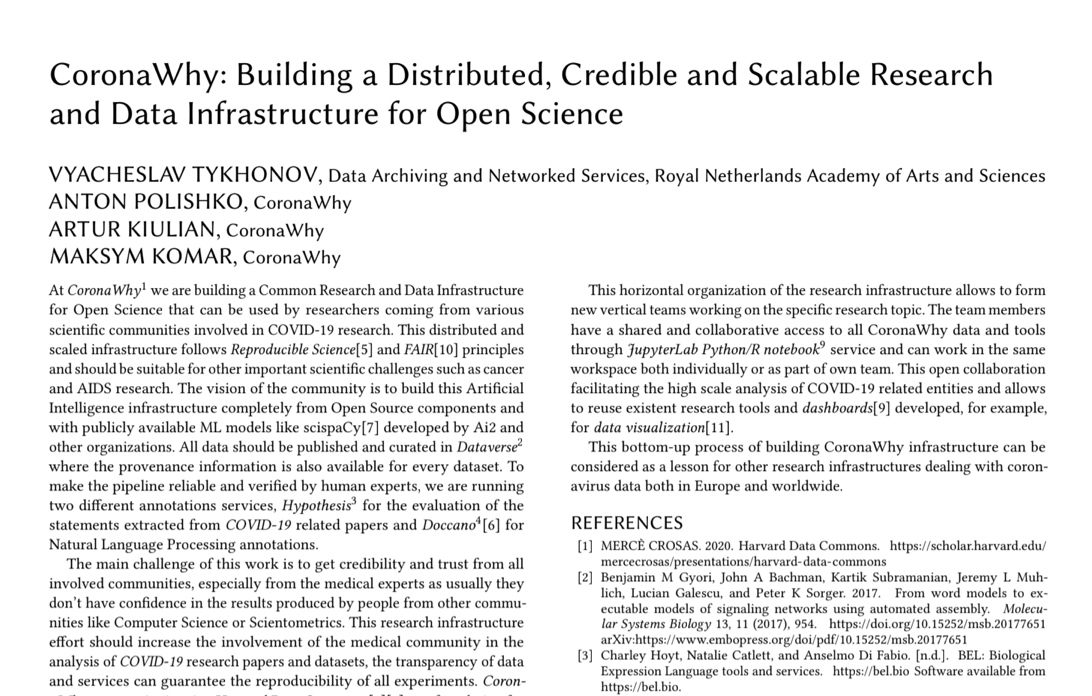 CoronaWhy: Building a Distributed, Credible and Scalable Research
and Data Infrastructure for Open Science
VYACHESLAV TYKHONOV, Data Archiving and Networked Services, Royal Netherlands Academy of Arts and Sciences
ANTON POLISHKO, CoronaWhy
ARTUR KIULIAN, CoronaWhy
MAKSYM KOMAR, CoronaWhy
At CoronaWhy¹ we are building a Common Research and Data Infrastructure
for Open Science that can be used by researchers coming from various
scientific communities involved in COVID-19 research. This distributed and
scaled infrastructure follows Reproducible Science[5] and FAIR[10] principles
and should be suitable for other important scientific challenges such as cancer
and AIDS research. The vision of the community is to build this Artificial
Intelligence infrastructure completely from Open Source components and
with publicly available ML models like scispaCy[7] developed by Ai2 and
other organizations. All data should be published and curated in Dataverse²
where the provenance information is also available for every dataset. To
make the pipeline reliable and verified by human experts, we are running
two different annotations services, Hypothesis³ for the evaluation of the
statements extracted from COVID-19 related papers and Doccano⁴[6] for
Natural Language Processing annotations.
The main challenge of this work is to get credibility and trust from all
involved communities, especially from the medical experts as usually they
don't have confidence in the results produced by people from other commu-
nities like Computer Science or Scientometrics. This research infrastructure
effort should increase the involvement of the medical community in the
analysis of COVID-19 research papers and datasets, the transparency of data
and services can guarantee the reproducibility of all experiments. Coron-
This horizontal organization of the research infrastructure allows to form
new vertical teams working on the specific research topic. The team members
have a shared and collaborative access to all CoronaWhy data and tools
through JupyterLab Python/R notebook⁹ service and can work in the same
workspace both individually or as part of own team. This open collaboration
facilitating the high scale analysis of COVID-19 related entities and allows
to reuse existent research tools and dashboards[9] developed, for example,
for data visualization[11].
This bottom-up process of building CoronaWhy infrastructure can be
considered as a lesson for other research infrastructures dealing with coron-
avirus data both in Europe and worldwide.
REFERENCES
[1] MERCÈ CROSAS. 2020. Harvard Data Commons. https://scholar.harvard.edu/
mercecrosas/presentations/harvard-data-commons
[2] Benjamin M Gyori, John A Bachman, Kartik Subramanian, Jeremy L Muh-
lich, Lucian Galescu, and Peter K Sorger. 2017. From word models to ex-
ecutable models of signaling networks using automated assembly. Molecu-
lar Systems Biology 13, 11 (2017), 954. https://doi.org/10.15252/msb.20177651
arXiv:https://www.embopress.org/doi/pdf/10.15252/msb.20177651
[3] Charley Hoyt, Natalie Catlett, and Anselmo Di Fabio. [n.d.]. BEL: Biological
Expression Language tools and services. https://bel.bio Software available from
https://bel.bio.